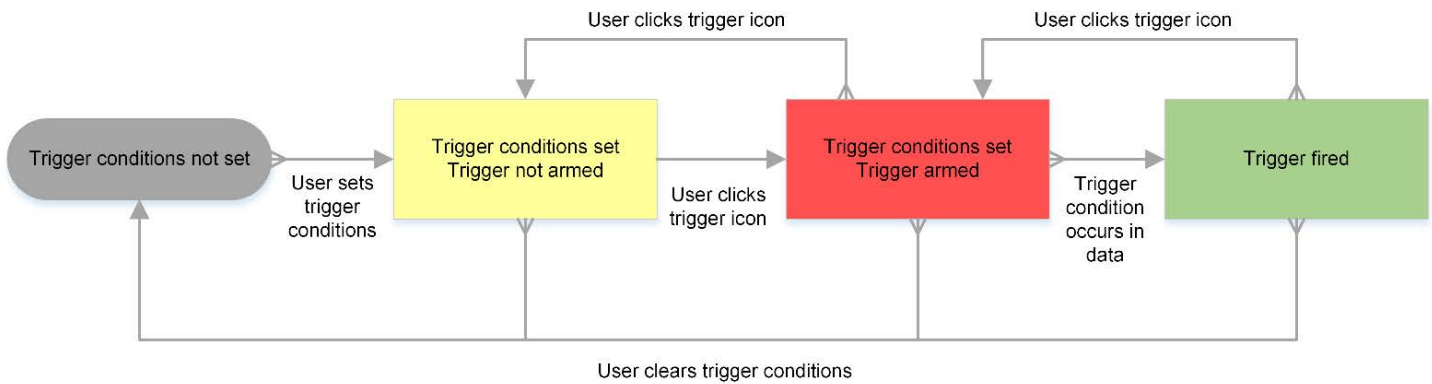 User clicks trigger icon
User clicks trigger icon
Trigger conditions not set
Trigger conditions set
Trigger not armed
Trigger conditions set
Trigger armed
Trigger fired
User sets
trigger
conditions
User clicks
trigger icon
Trigger
condition
occurs in
data
User clears trigger conditions